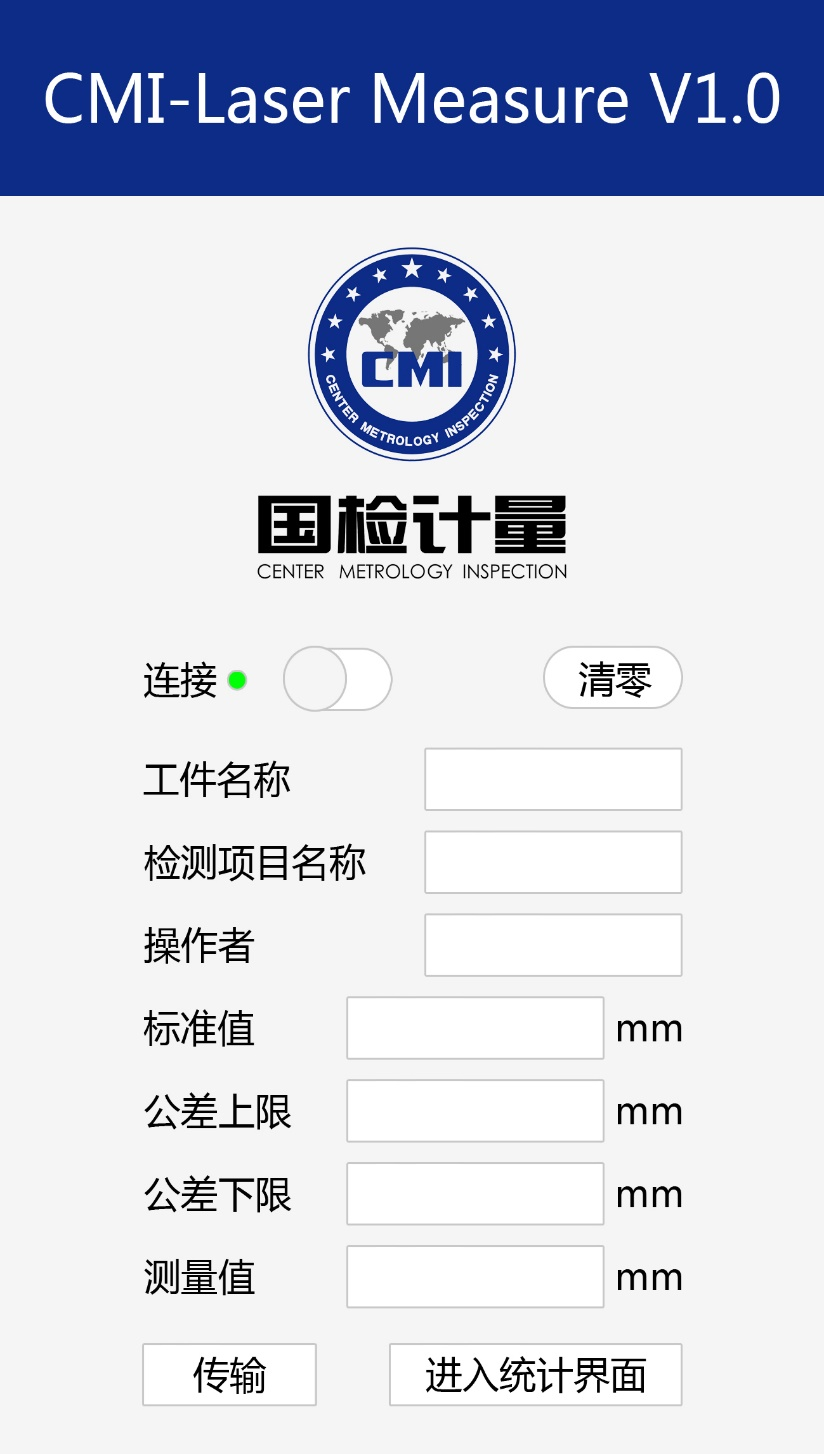 CMI-Laser Measure V1.0
CMI
CENTER METROLOGY INSPECTION
国检计量
CENTER METROLOGY INSPECTION
连接 清零
工件名称
检测项目名称
操作者
标准值 mm
公差上限 mm
公差下限 mm
测量值 mm
传输 进入统计界面